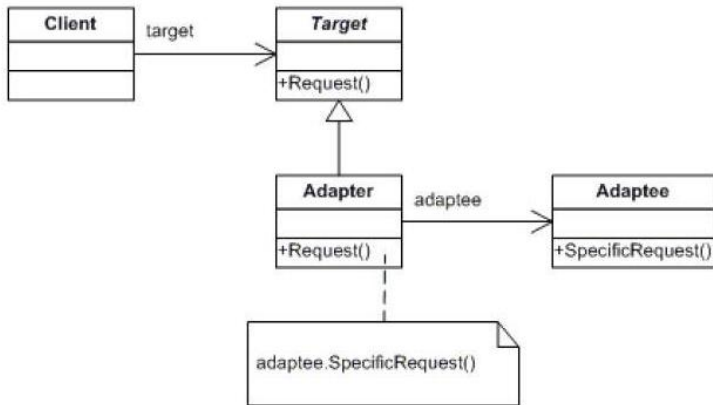 Client
target
Target
+Request()
Adapter
adaptee
Adaptee
+Request()
+SpecificRequest()
adaptee.SpecificRequest()